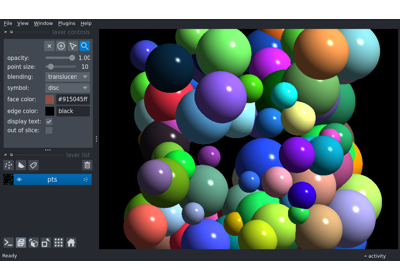 File View Window Plugins Help
layer controls
opacity: 1.00
point size: 10
blending: translucen
symbol: disc
face color: #915045ff
edge color: black
display text:
out of slice:
layer list
pts
Ready activity